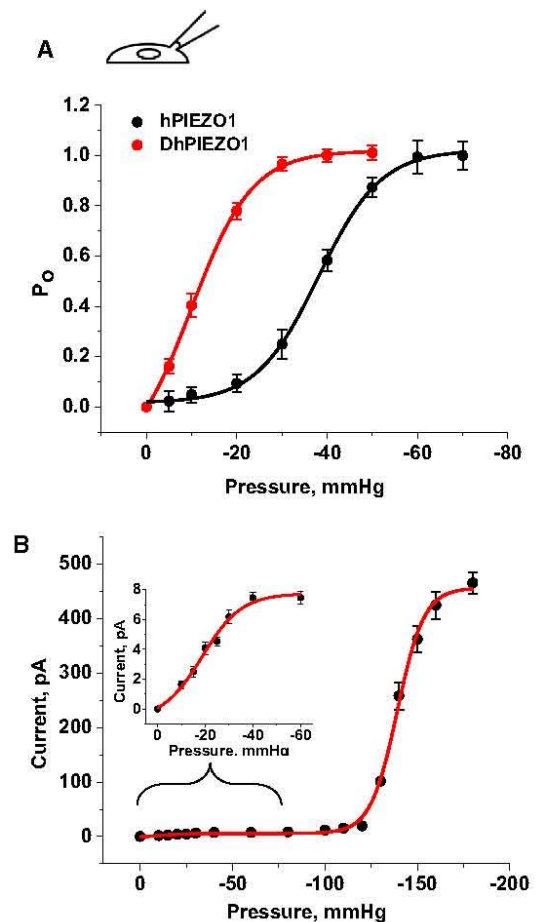 A
1.2
hPIEZO1
DhPIEZO1
1.0
0.8
0.6
0.4
0.2
0.0
Po
0 -20 -40 -60 -80
Pressure, mmHg
B
500
400
300
200
100
0
Current, pA
8
6
4
2
0
Current, pA
0 -20 -40 -60
Pressure. mmHg
0 -50 -100 -150 -200
Pressure, mmHg